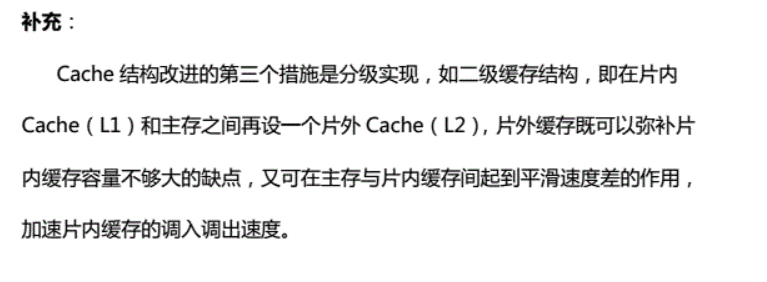 补充：
Cache 结构改进的第三个措施是分级实现，如二级缓存结构，即在片内
Cache（L1）和主存之间再设一个片外 Cache（L2），片外缓存既可以弥补片
内缓存容量不够大的缺点，又可在主存与片内缓存间起到平滑速度差的作用，
加速片内缓存的调入调出速度。